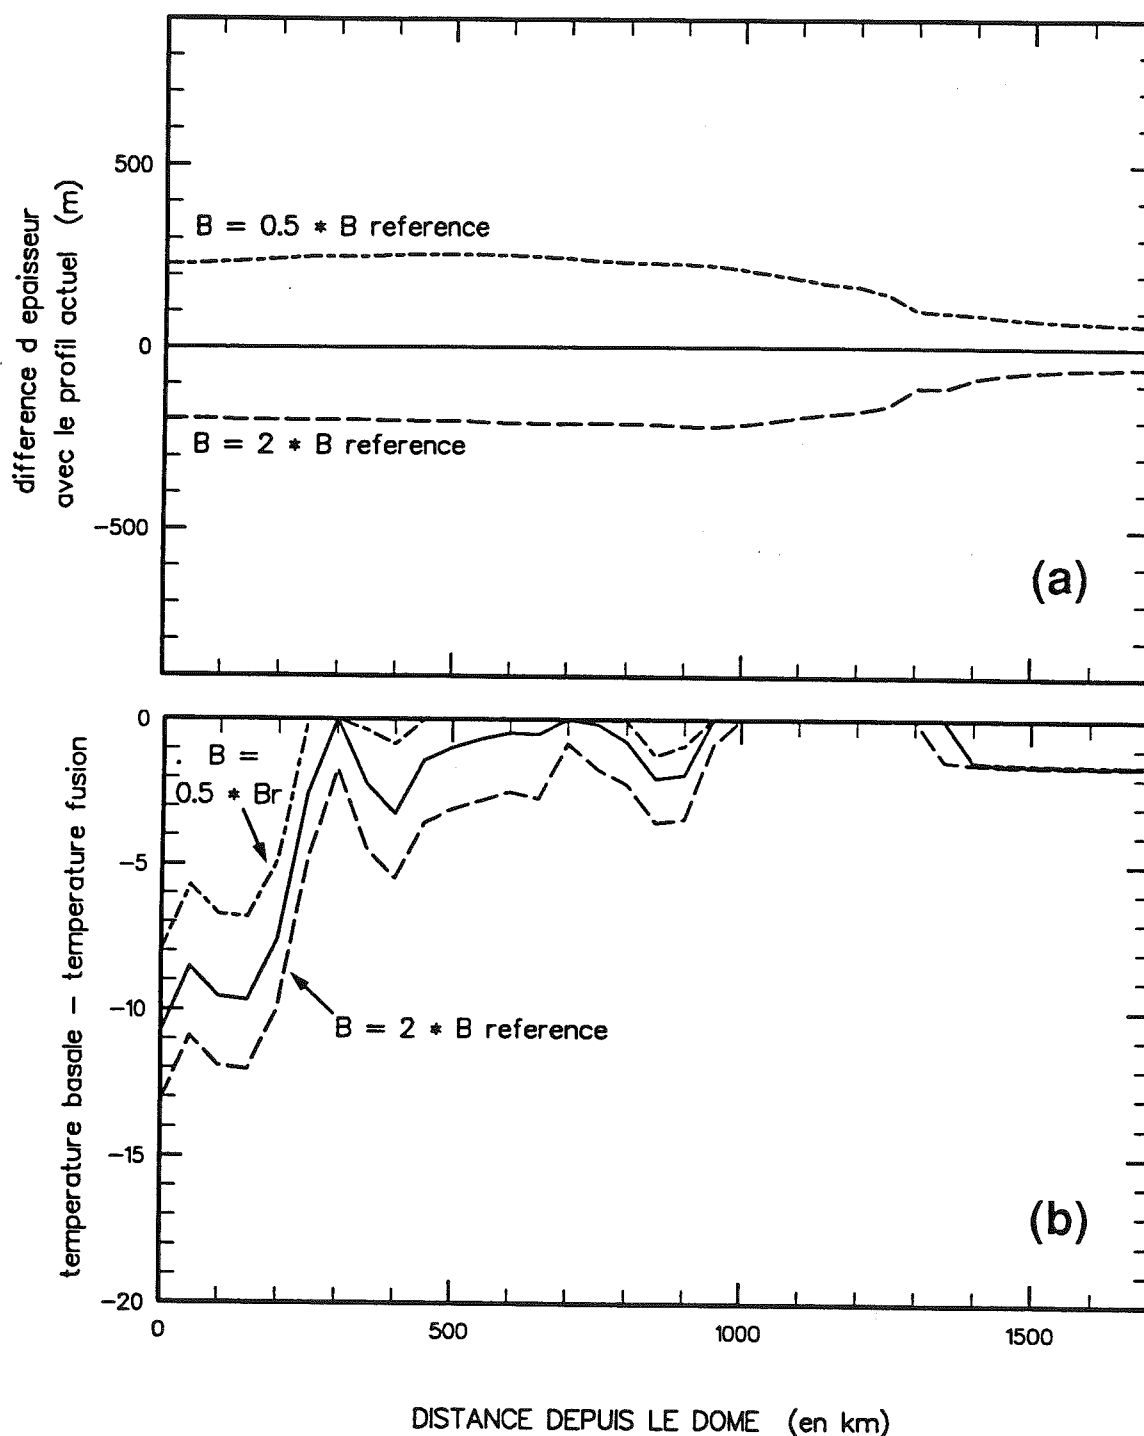 500
0
-500
difference d epaisseur
avec le profil actuel (m)
B = 0.5 * B reference
B = 2 * B reference
(a)
0
-5
-10
-15
-20
temperature basale - temperature fusion
B =
0.5 * Br
B = 2 * B reference
(b)
0
500
1000
1500
DISTANCE DEPUIS LE DOME (en km)